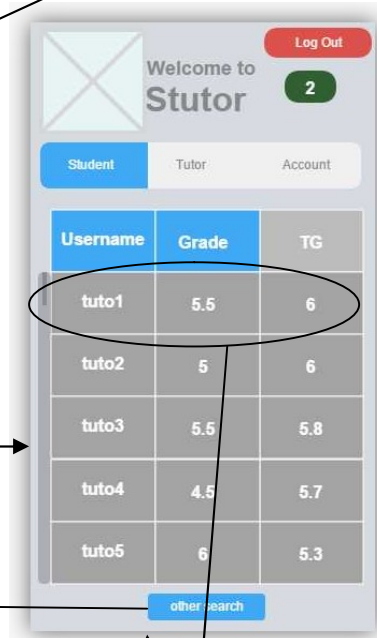 Log Out
Welcome to
Stutor
2
Student Tutor Account
Username Grade TG
tuto1 5.5 6
tuto2 5 6
tuto3 5.5 5.8
tuto4 4.5 5.7
tuto5 6 5.3
other search